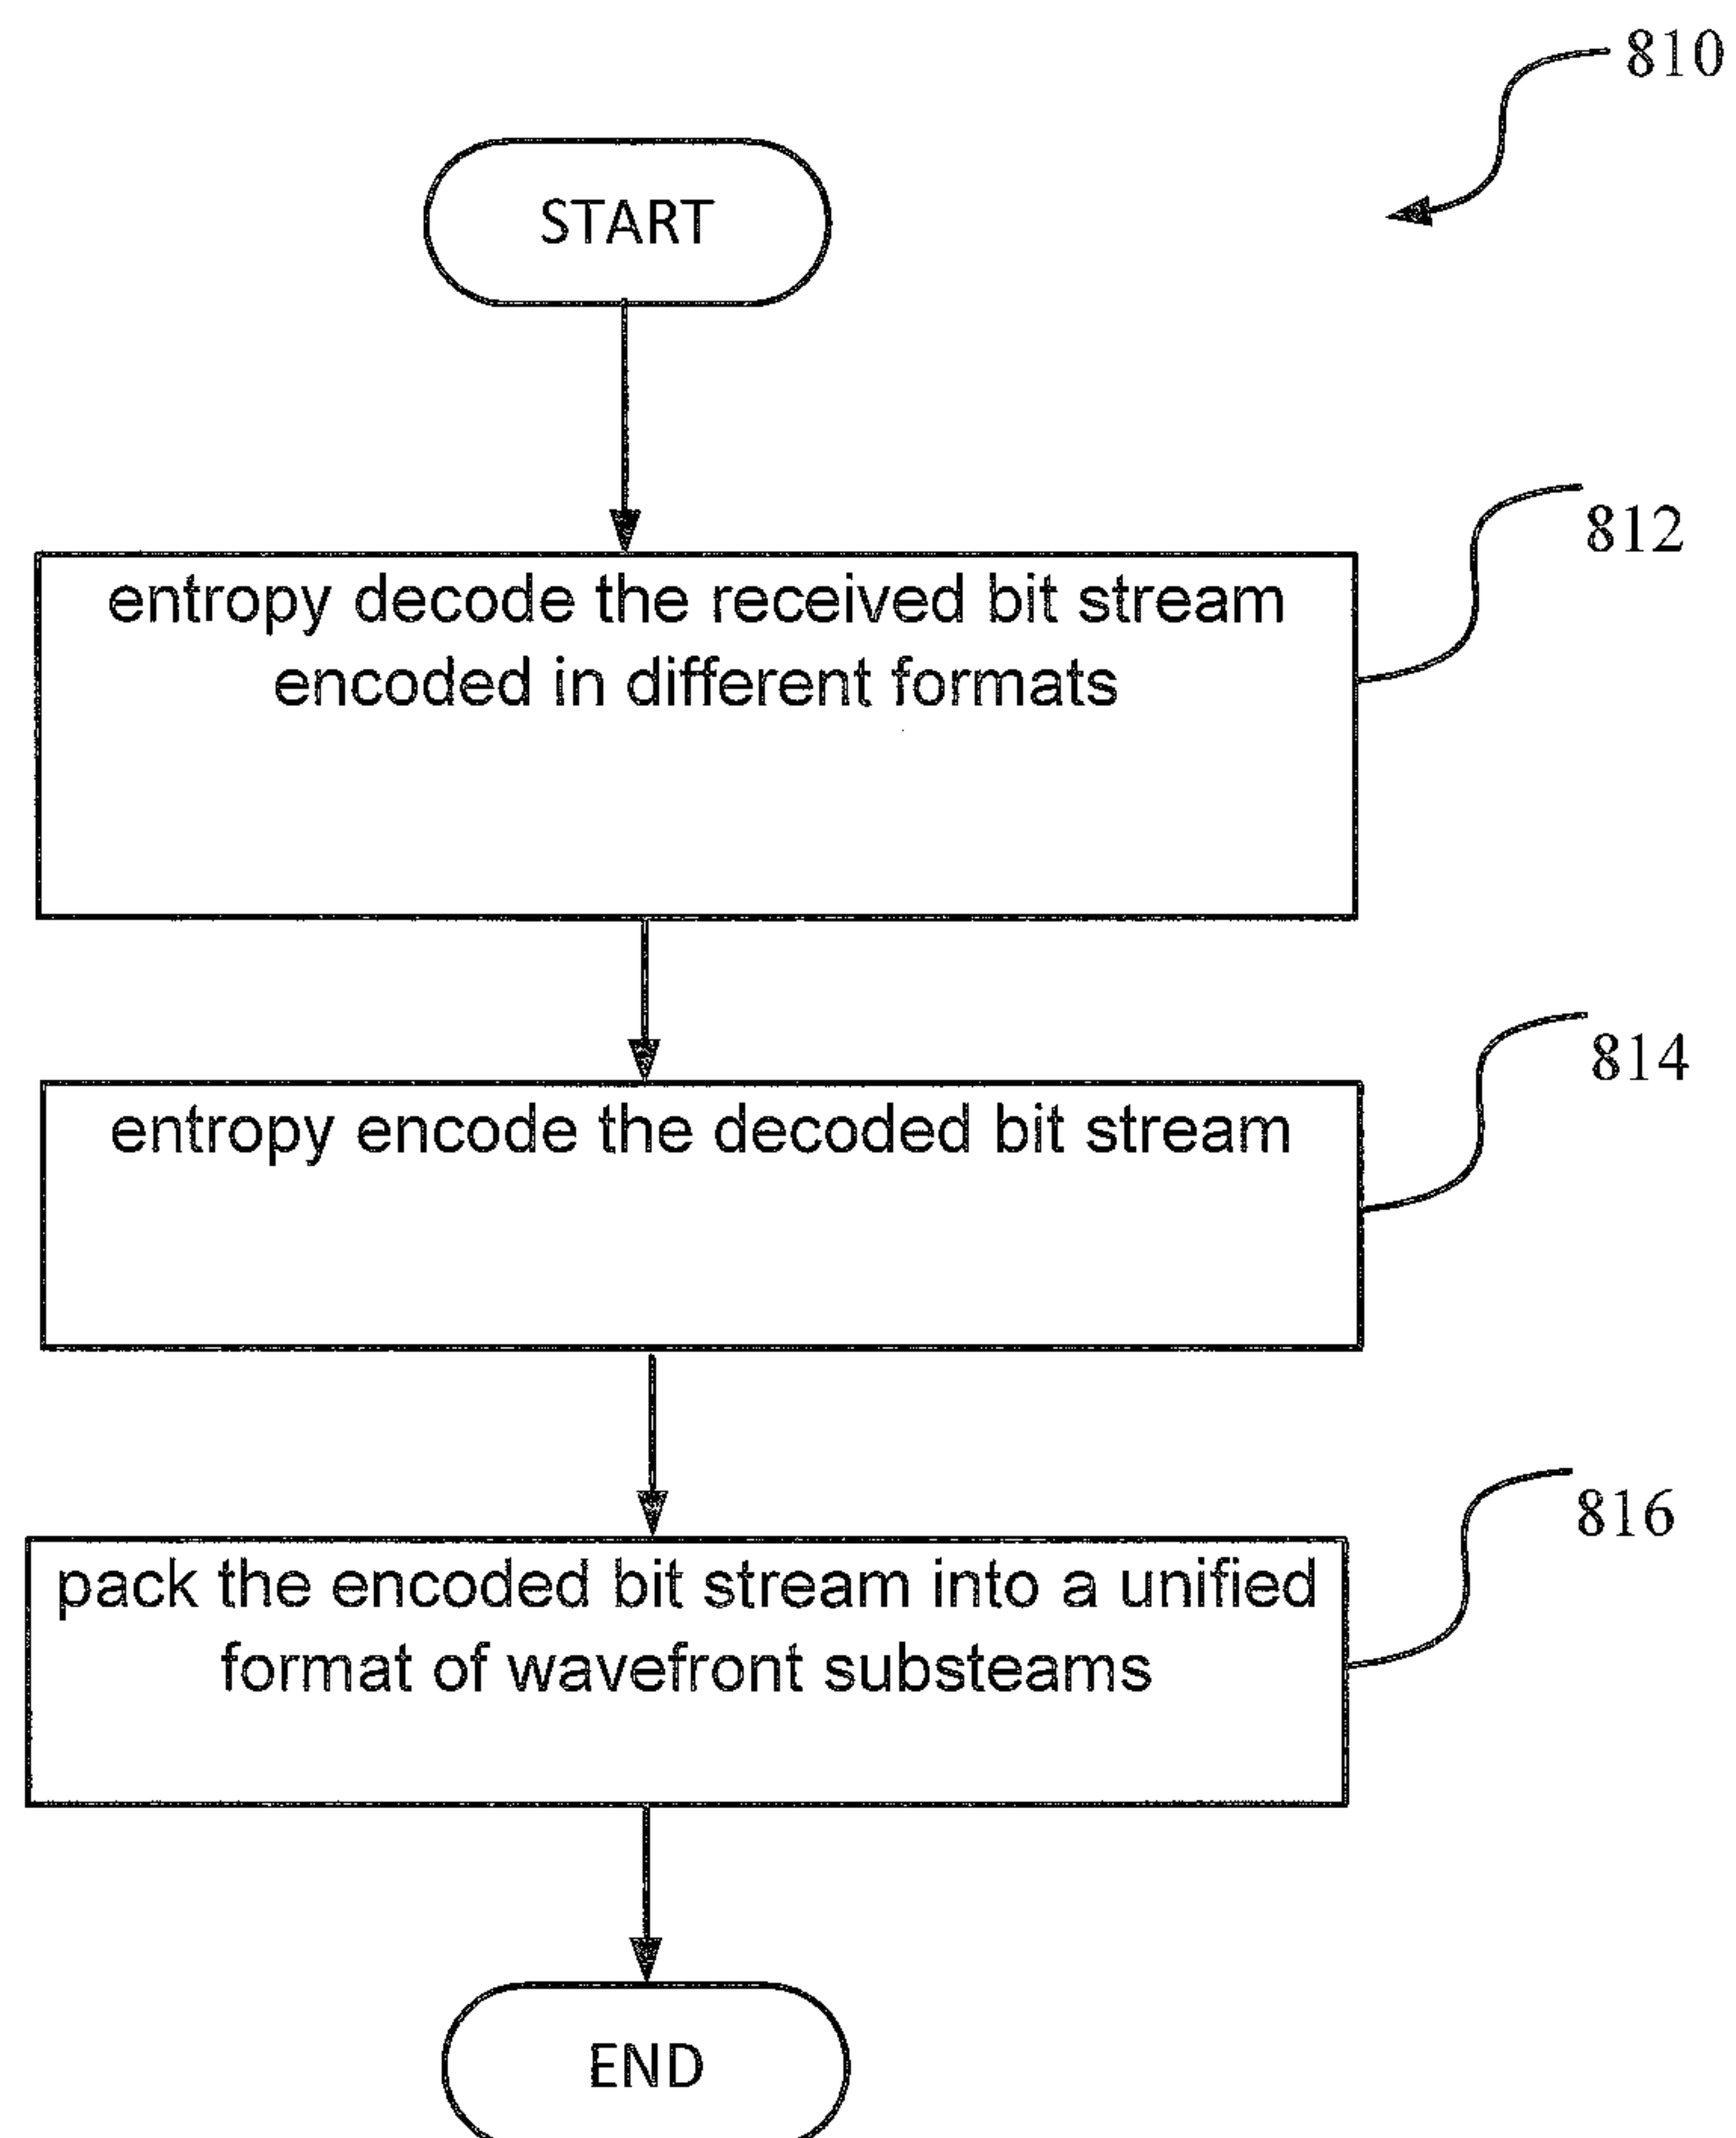 810
START
812
entropy decode the received bit stream
encoded in different formats
814
entropy encode the decoded bit stream
816
pack the encoded bit stream into a unified
format of wavefront substeams
END